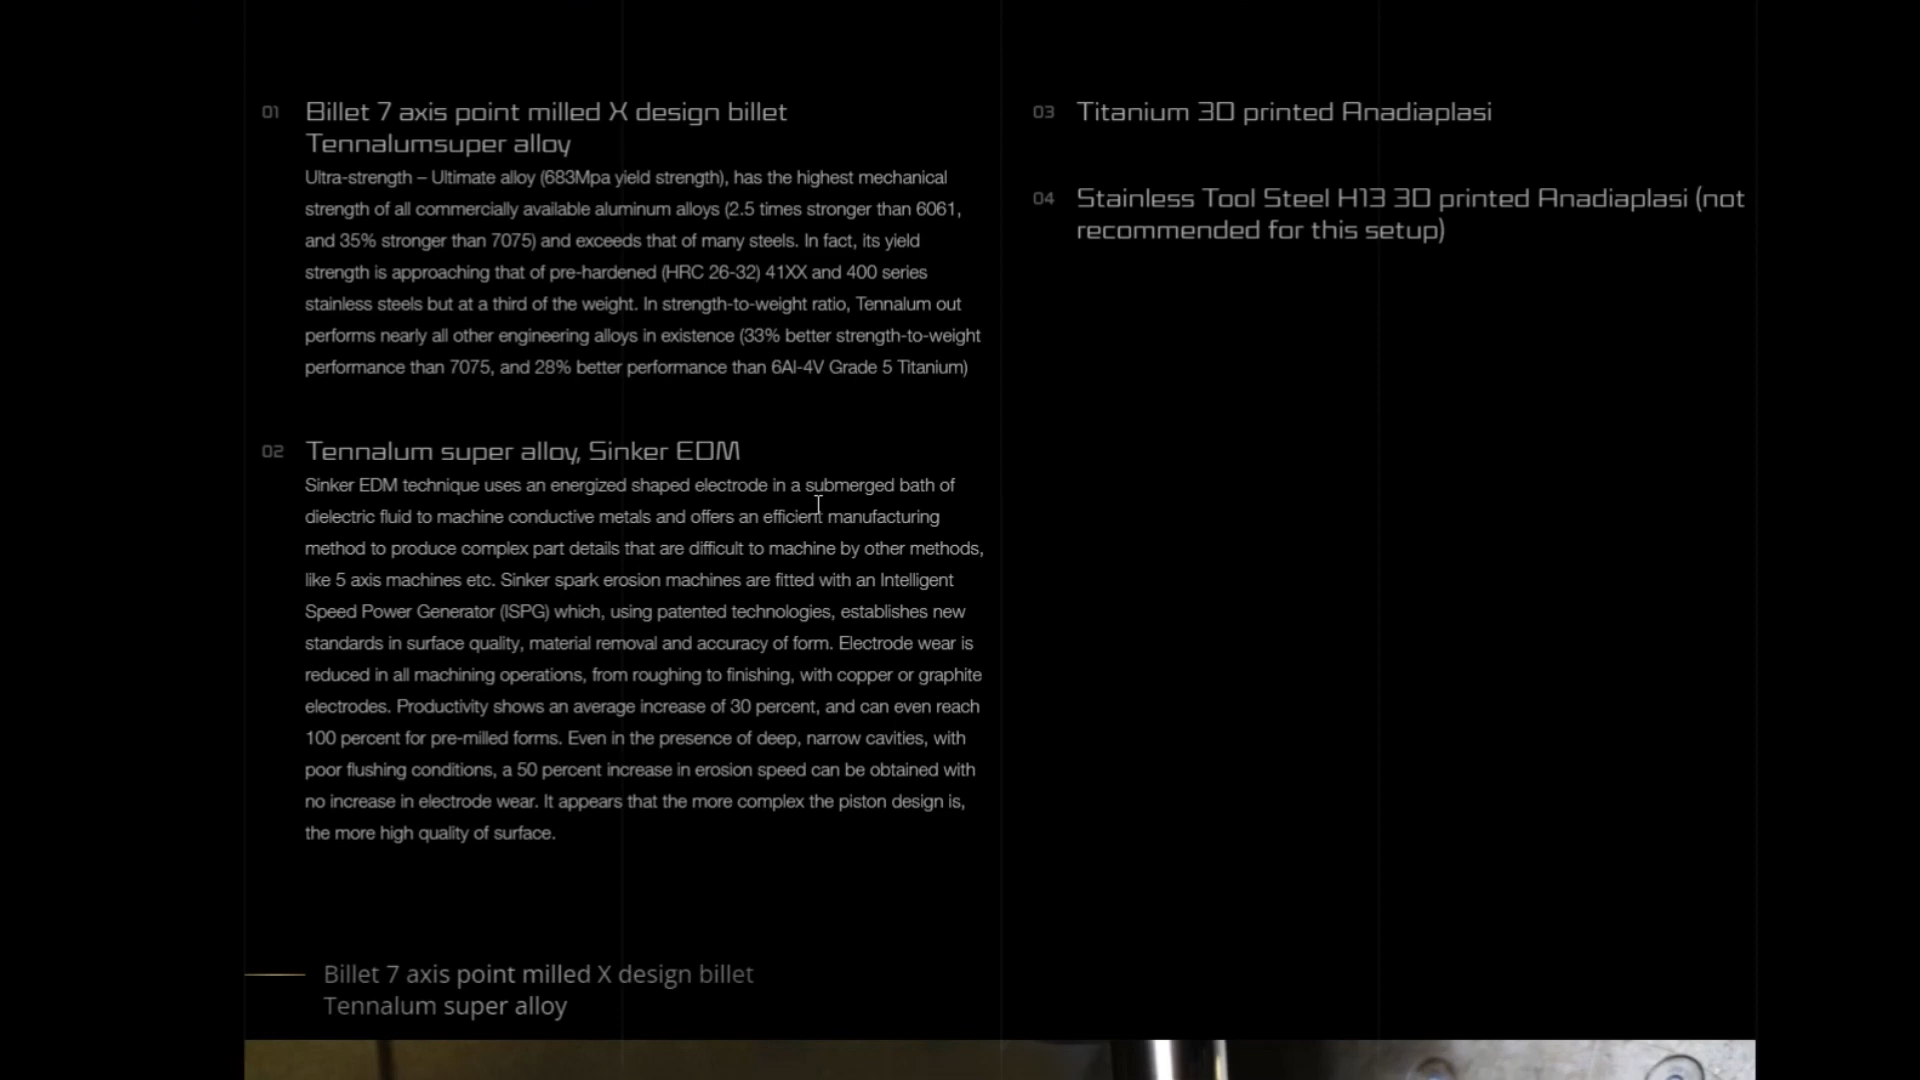 01
Billet 7 axis point milled X design billet
Tennalumsuper alloy
Ultra-strength – Ultimate alloy (683Mpa yield strength), has the highest mechanical
strength of all commercially available aluminum alloys (2.5 times stronger than 6061,
and 35% stronger than 7075) and exceeds that of many steels. In fact, its yield
strength is approaching that of pre-hardened (HRC 26-32) 41XX and 400 series
stainless steels but at a third of the weight. In strength-to-weight ratio, Tennalum out
performs nearly all other engineering alloys in existence (33% better strength-to-weight
performance than 7075, and 28% better performance than 6Al-4V Grade 5 Titanium)
02
Tennalum super alloy, Sinker EDM
Sinker EDM technique uses an energized shaped electrode in a submerged bath of
dielectric fluid to machine conductive metals and offers an efficient manufacturing
method to produce complex part details that are difficult to machine by other methods,
like 5 axis machines etc. Sinker spark erosion machines are fitted with an Intelligent
Speed Power Generator (ISPG) which, using patented technologies, establishes new
standards in surface quality, material removal and accuracy of form. Electrode wear is
reduced in all machining operations, from roughing to finishing, with copper or graphite
electrodes. Productivity shows an average increase of 30 percent, and can even reach
100 percent for pre-milled forms. Even in the presence of deep, narrow cavities, with
poor flushing conditions, a 50 percent increase in erosion speed can be obtained with
no increase in electrode wear. It appears that the more complex the piston design is,
the more high quality of surface.
03
Titanium 3D printed Anadiaplasi
04
Stainless Tool Steel H13 3D printed Anadiaplasi (not
recommended for this setup)
Billet 7 axis point milled X design billet
Tennalum super alloy